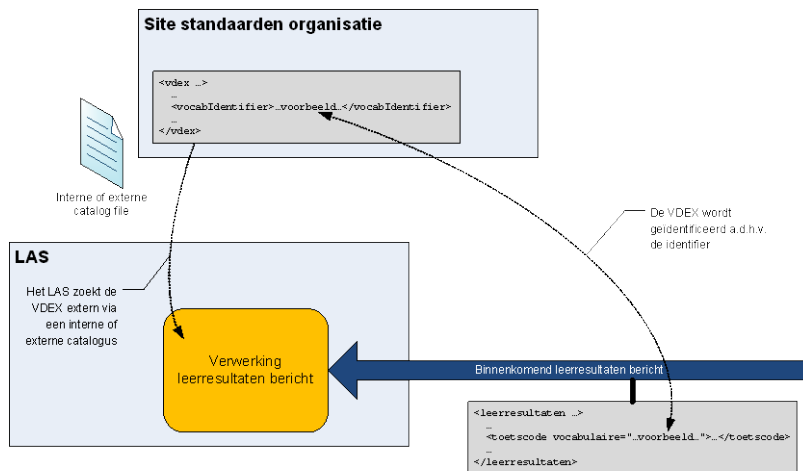 Site standaarden organisatie
<vdex …>
…
<vocabIdentifier>…voorbeeld…</vocabIdentifier>
…
</vdex>
Interne of externe
catalog file
De VDEX wordt
geïdentificeerd a.d.h.v.
de identifier
LAS
Het LAS zoekt de
VDEX extern via
een interne of
externe catalogus
Verwerking
leerresultaten bericht
Binnenkomend leerresultaten bericht
<leerresultaten …>
…
<toetscode vocabulaire="…voorbeeld…">…</toetscode>
…
</leerresultaten>